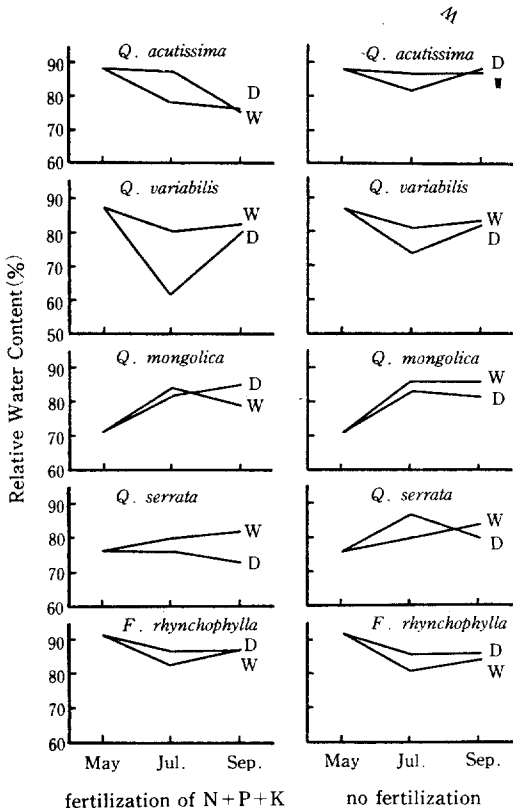 Q. acutissima
90
80
70
60
D
W
Q. acutissima
D
W
Q. variabilis
90
80
70
60
50
W
D
Q. variabilis
W
D
Q. mongolica
90
80
70
60
D
W
Q. mongolica
W
D
Q. serrata
90
80
70
60
W
D
Q. serrata
W
D
F. rhynchophylla
90
80
70
60
D
W
F. rhynchophylla
D
W
Relative Water Content (%)
May Jul. Sep.
May Jul. Sep.
fertilization of N+P+K
no fertilization